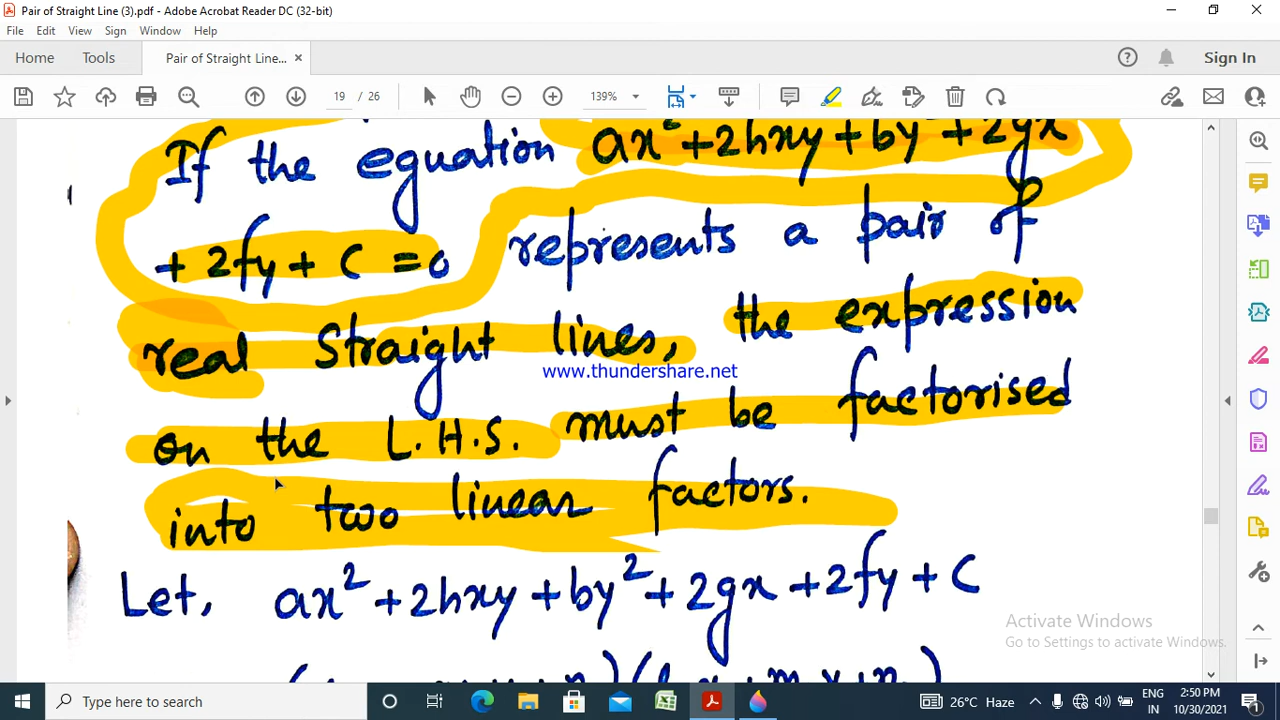 Pair of Straight Line (3).pdf - Adobe Acrobat Reader DC (32-bit)
File Edit View Sign Window Help
Home Tools Pair of Straight Line... × Sign In
19 / 26 139%
If the equation ax²+2hxy+by²+2gx
+2fy+c=0 represents a pair of
real straight lines, the expression
www.thundershare.net
on the L.H.S. must be factorised
into two linear factors.
Let, ax²+2hxy+by²+2gx+2fy+c
Activate Windows
Go to Settings to activate Windows.
Type here to search 26°C Haze ENG 2:50 PM
IN 10/30/2021